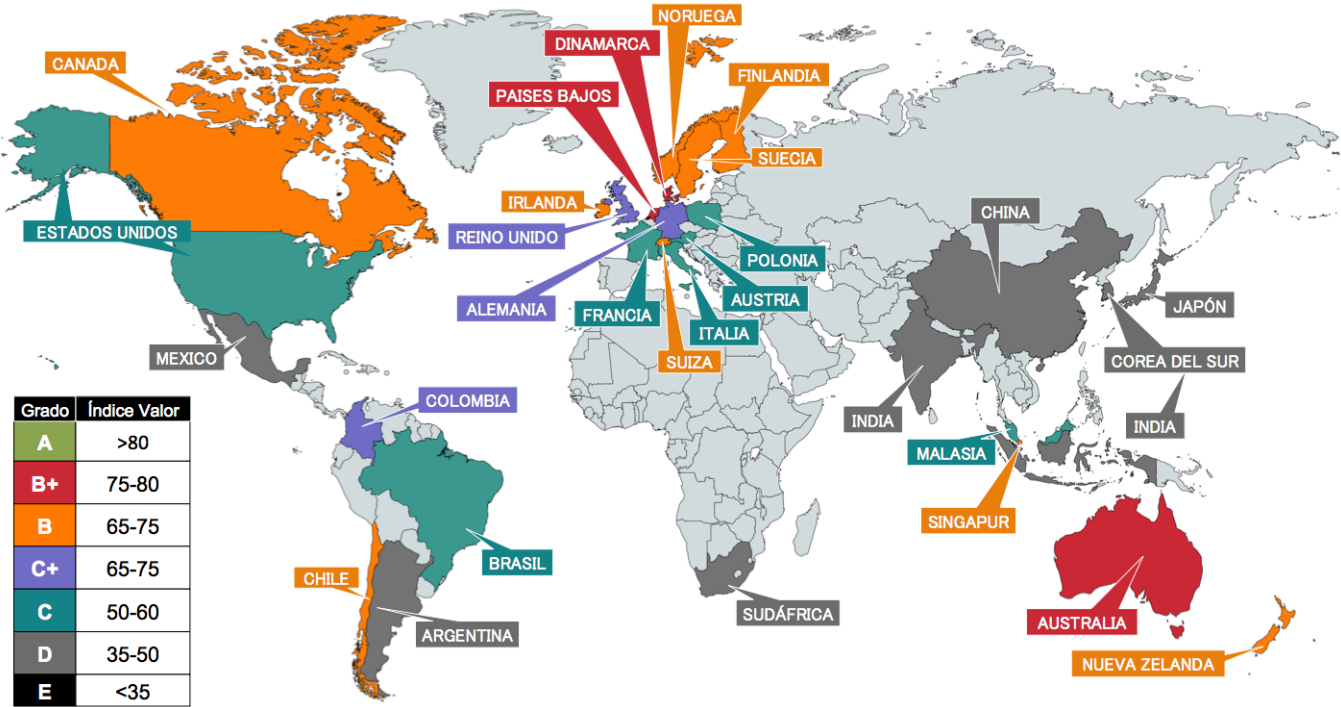 NORUEGA
DINAMARCA
CANADA
FINLANDIA
PAISES BAJOS
SUECIA
IRLANDA
CHINA
ESTADOS UNIDOS
REINO UNIDO
POLONIA
AUSTRIA
JAPÓN
ALEMANIA
FRANCIA
ITALIA
MEXICO
SUIZA
COREA DEL SUR
COLOMBIA
INDIA
INDIA
MALASIA
SINGAPUR
BRASIL
CHILE
SUDÁFRICA
AUSTRALIA
ARGENTINA
NUEVA ZELANDA
Grado Índice Valor
A >80
B+ 75-80
B 65-75
C+ 65-75
C 50-60
D 35-50
E <35